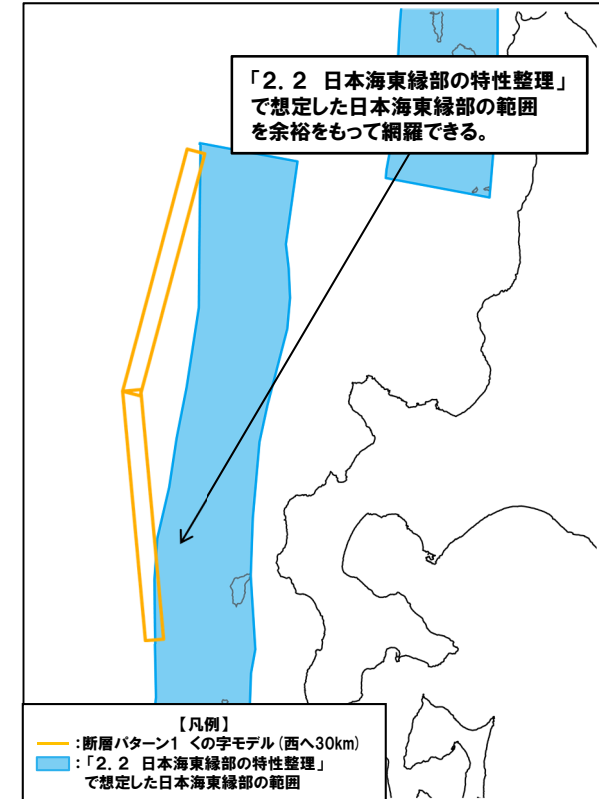 「2.2 日本海東縁部の特性整理」
で想定した日本海東縁部の範囲
を余裕をもって網羅できる。
【凡例】
:断層パターン1 くの字モデル(西へ30km)
:「2.2 日本海東縁部の特性整理」
で想定した日本海東縁部の範囲